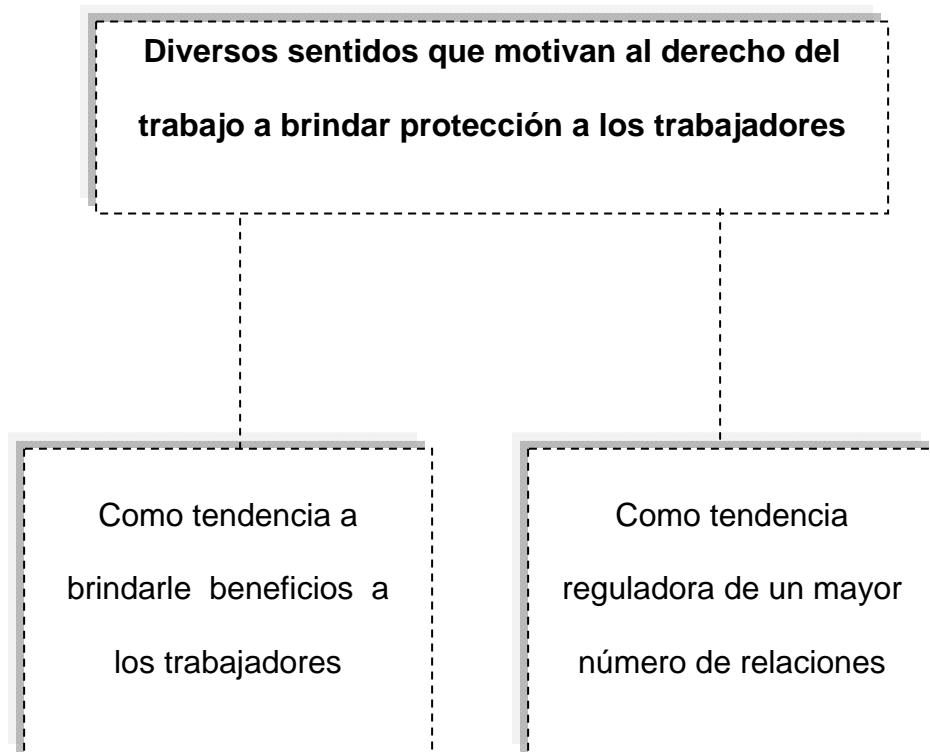 Diversos sentidos que motivan al derecho del
trabajo a brindar protección a los trabajadores
Como tendencia a
brindarle beneficios a
los trabajadores
Como tendencia
reguladora de un mayor
número de relaciones